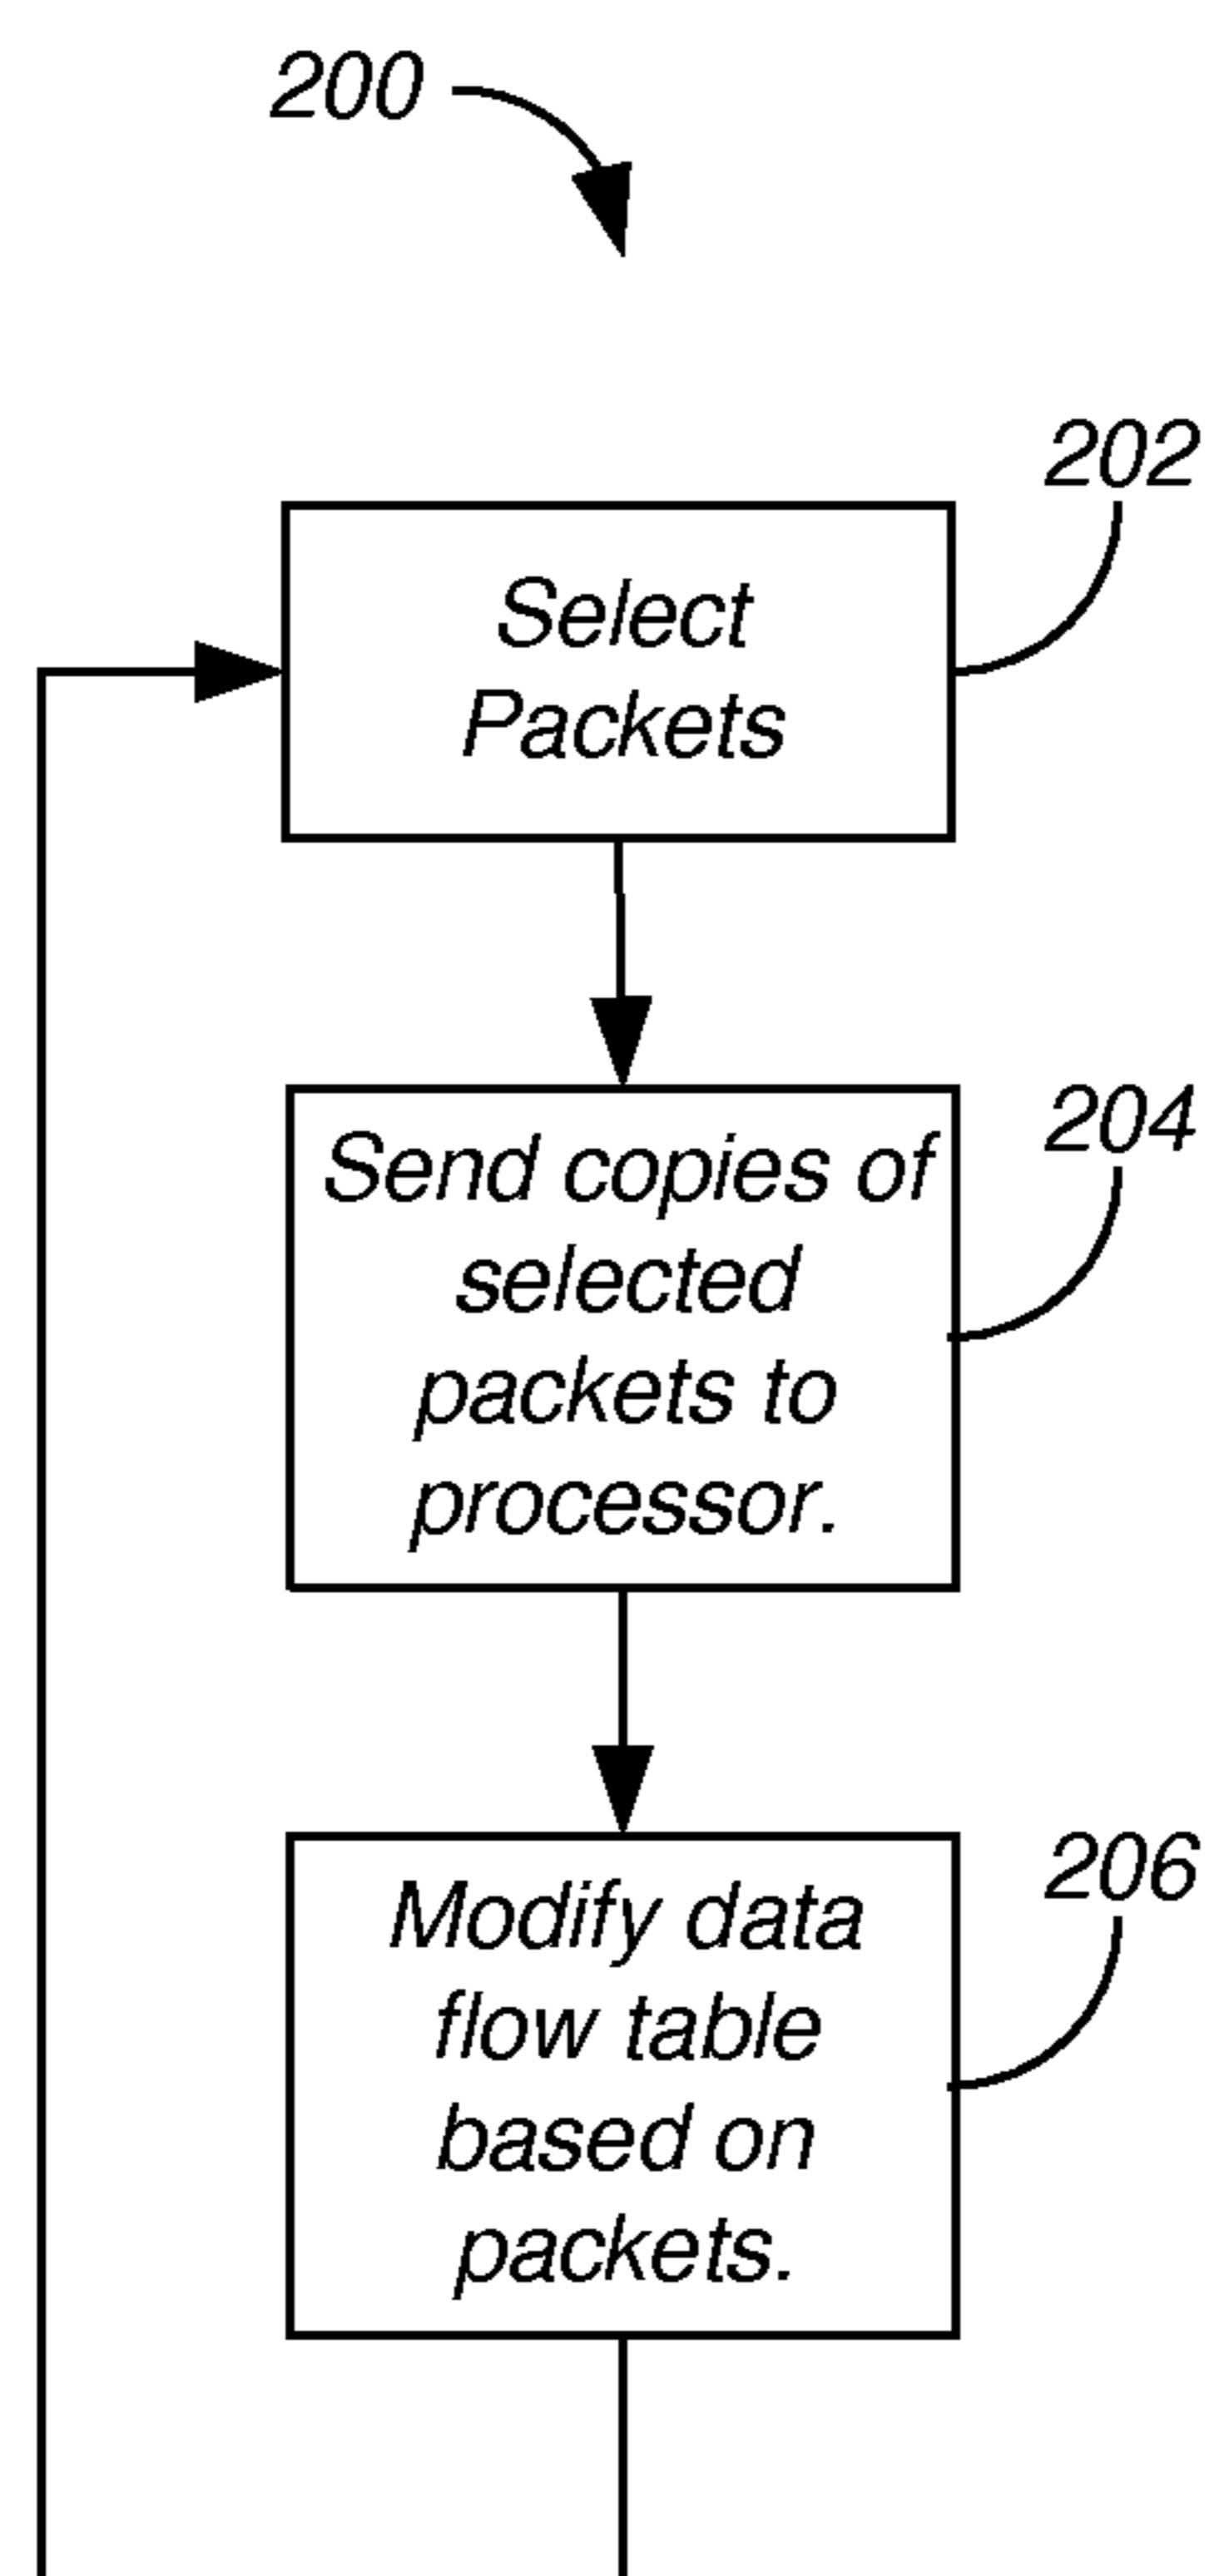 200
202
Select
Packets
204
Send copies of
selected
packets to
processor.
206
Modify data
flow table
based on
packets.